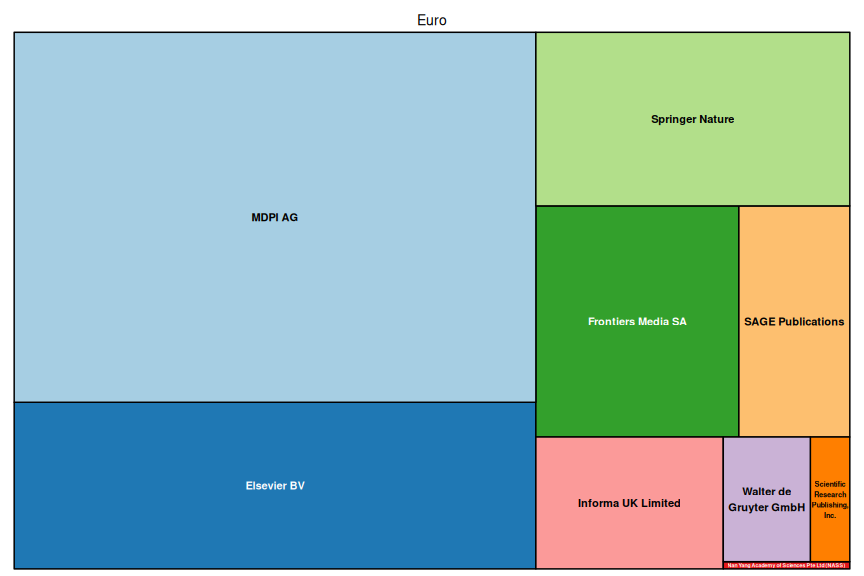 Euro
MDPI AG
Springer Nature
Frontiers Media SA
SAGE Publications
Elsevier BV
Informa UK Limited
Walter de
Gruyter GmbH
Scientific
Research
Publishing,
Inc.
Nan Yang Academy of Sciences Pte Ltd (NASS)